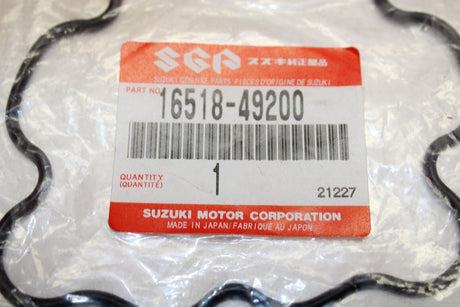 SGP スズキ純正部品
SUZUKI GENUINE PARTS PIECES D'ORIGINE DE SUZUKI
PART NO. 16518-49200
QUANTITY
(QUANTITÉ) 1 21227
SUZUKI MOTOR CORPORATION
MADE IN JAPAN/FABRIQUÉ AU JAPON